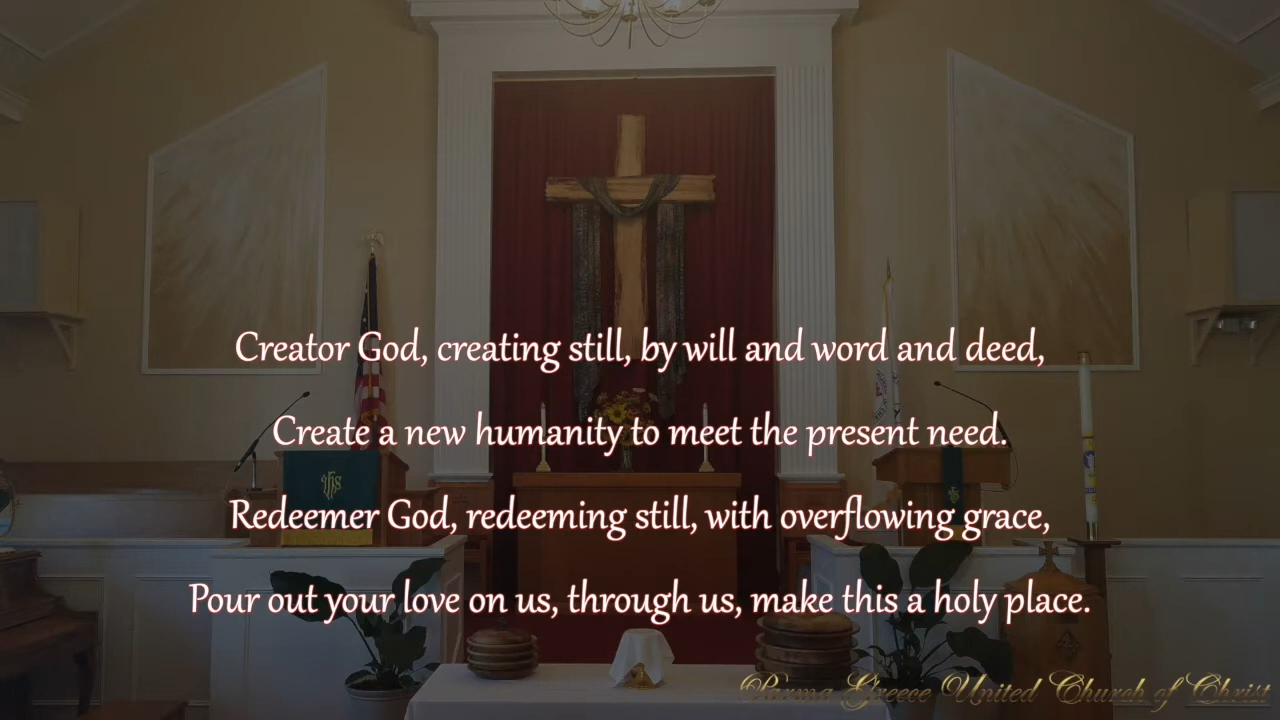 Creator God, creating still, by will and word and deed,
Create a new humanity to meet the present need.
Redeemer God, redeeming still, with overflowing grace,
Pour out your love on us, through us, make this a holy place.
Parma Greece United Church of Christ